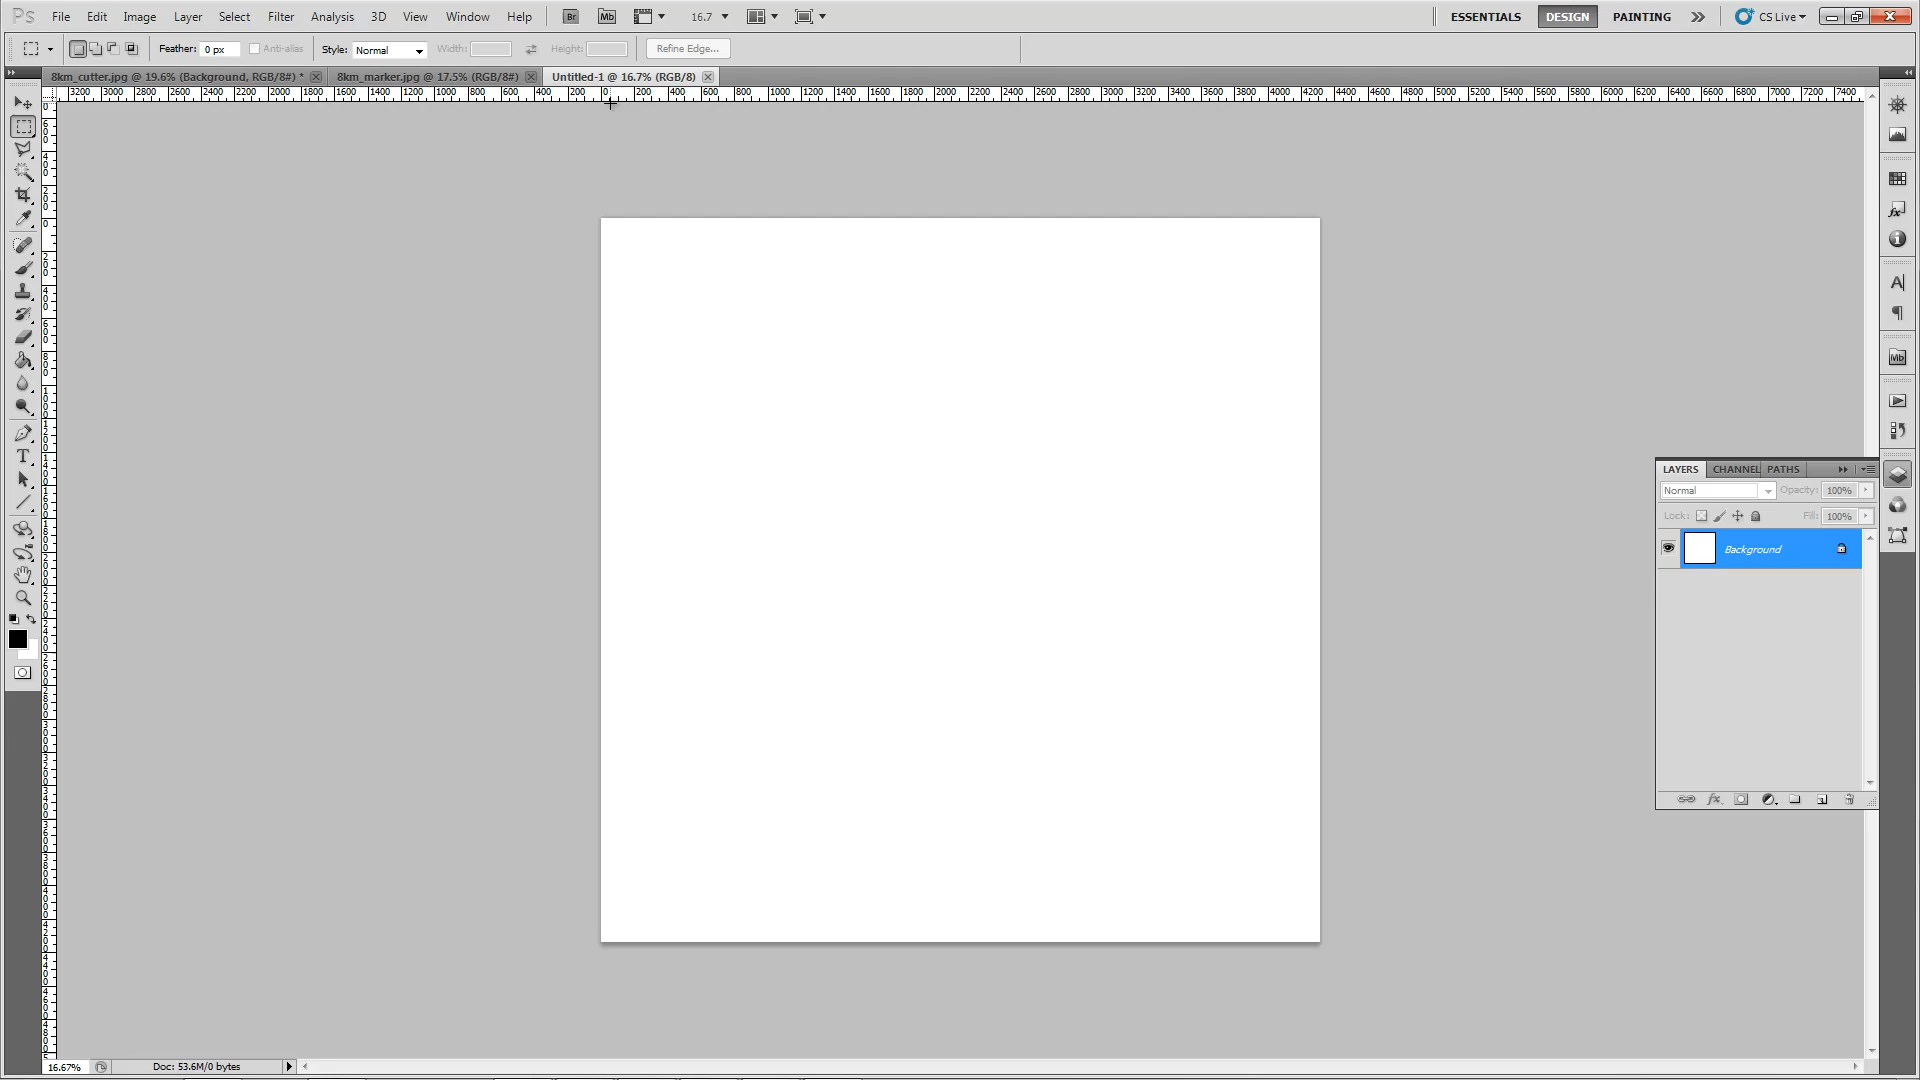 Ps File Edit Image Layer Select Filter Analysis 3D View Window Help Br Mb 16.7 ESSENTIALS DESIGN PAINTING CS Live
Feather: 0 px Anti-alias Style: Normal Width: Height: Refine Edge...
8km_cutter.jpg @ 19.6% (Background, RGB/8#) * 8km_marker.jpg @ 17.5% (RGB/8#) Untitled-1 @ 16.7% (RGB/8)
3200 3000 2800 2600 2400 2200 2000 1800 1600 1400 1200 1000 800 600 400 200 0 200 400 600 800 1000 1200 1400 1600 1800 2000 2200 2400 2600 2800 3000 3200 3400 3600 3800 4000 4200 4400 4600 4800 5000 5200 5400 5600 5800 6000 6200 6400 6600 6800 7000 7200 7400
LAYERS CHANNEL PATHS
Normal Opacity: 100%
Lock: Fill: 100%
Background
16.67% Doc: 53.6M/0 bytes